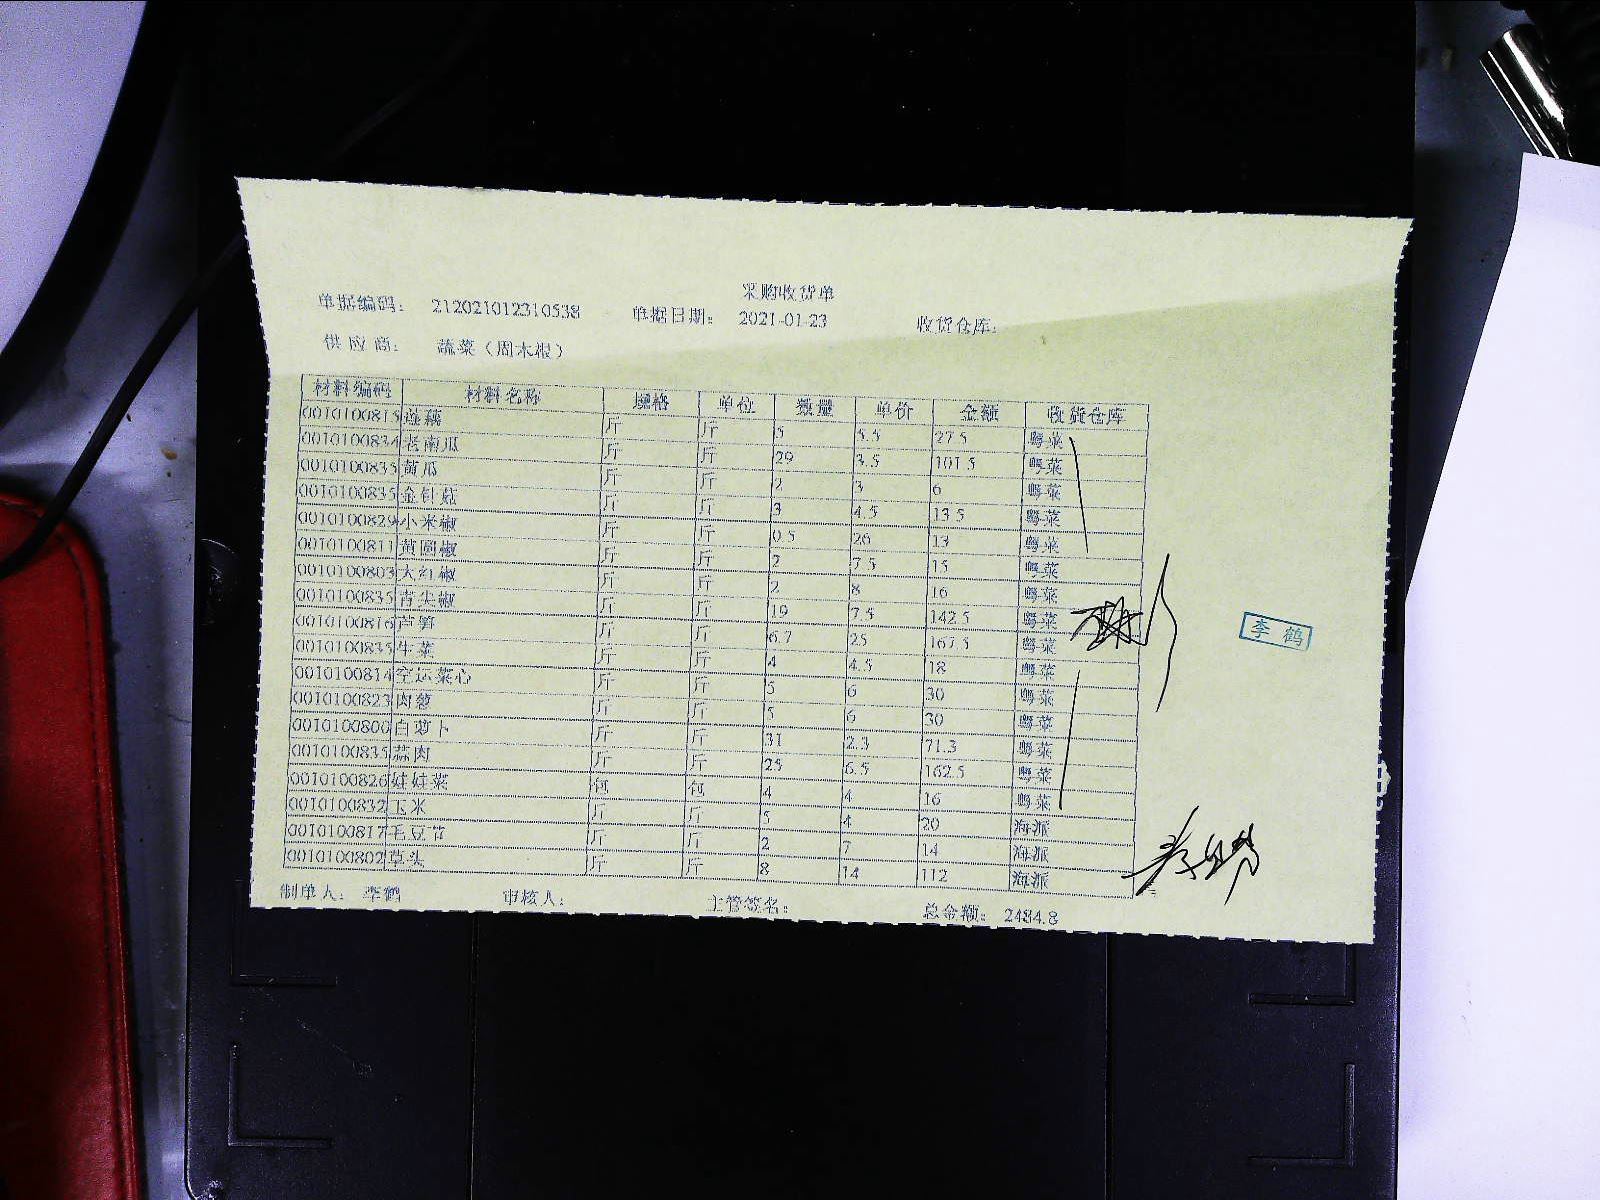 采购收货单
单据编码： 212021012310538 单据日期： 2021-01-23 收货仓库：
供应商： 蔬菜（周木根）
材料编码 材料名称 规格 单位 数量 单价 金额 收货仓库
0010100815 莲藕 斤 斤 5 5.5 27.5 粤菜
0010100834 老南瓜 斤 斤 29 3.5 101.5 粤菜
0010100835 黄瓜 斤 斤 2 3 6 粤菜
0010100835 金针菇 斤 斤 3 4.5 13.5 粤菜
0010100829 小米椒 斤 斤 0.5 26 13 粤菜
0010100811 黄圆椒 斤 斤 2 7.5 15 粤菜
0010100803 大红椒 斤 斤 2 8 16 粤菜
0010100835 青尖椒 斤 斤 19 7.5 142.5 粤菜
0010100816 芦笋 斤 斤 6.7 25 167.5 粤菜
0010100835 生菜 斤 斤 4 4.5 18 粤菜
0010100814 空运菜心 斤 斤 5 6 30 粤菜
0010100823 肉葱 斤 斤 5 6 30 粤菜
0010100800 白萝卜 斤 斤 31 2.3 71.3 粤菜
0010100835 蒜肉 斤 斤 25 6.5 162.5 粤菜
0010100826 娃娃菜 包 包 4 4 16 粤菜
0010100832 玉米 斤 斤 5 4 20 海派
0010100817 毛豆节 斤 斤 2 7 14 海派
0010100802 草头 斤 斤 8 14 112 海派
制单人： 李鹤 审核人： 主管签名： 总金额： 2484.8
李鹤